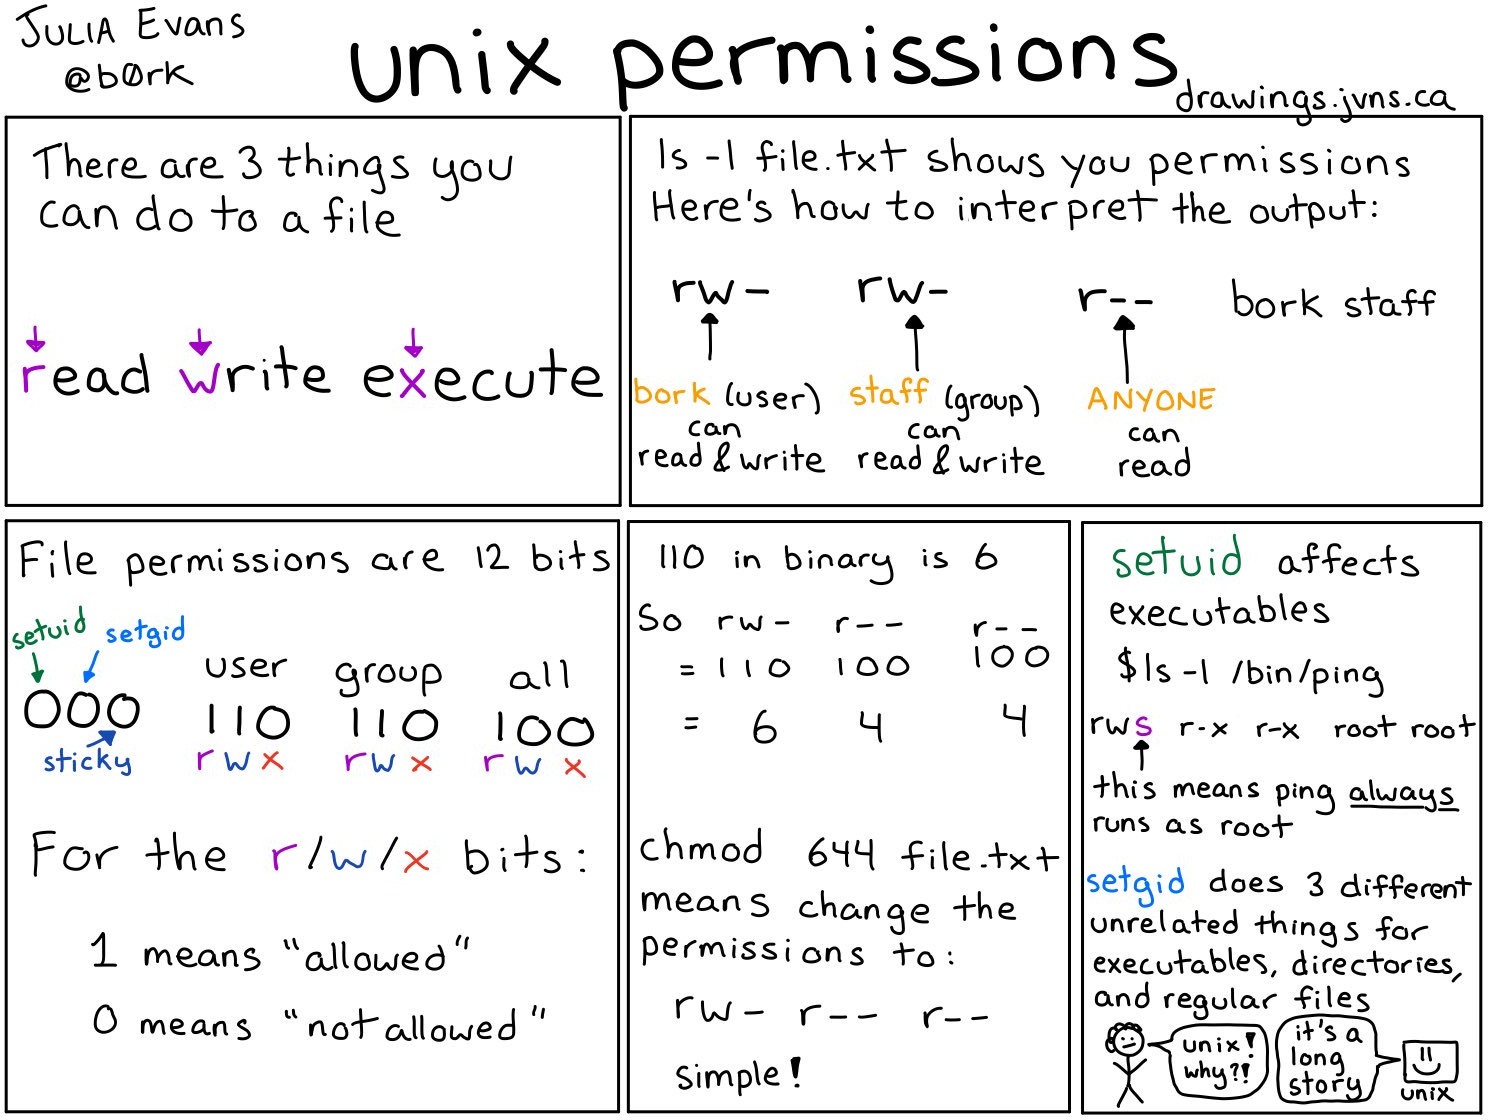 JULIA Evans
@b0rk
unix permissions
drawings.jvns.ca
There are 3 things you
can do to a file
read write execute
ls -l file.txt shows you permissions
Here's how to interpret the output:
rw- rw- r-- bork staff
bork (user) staff (group) ANYONE
can can can
read & write read & write read
File permissions are 12 bits
setuid setgid
user group all
000 110 110 100
sticky r w x r w x r w x
For the r/w/x bits:
1 means "allowed"
0 means "not allowed"
110 in binary is 6
So rw- r-- r--
= 110 100 100
= 6 4 4
chmod 644 file.txt
means change the
permissions to:
rw- r-- r--
simple!
setuid affects
executables
$ls -l /bin/ping
rws r-x r-x root root
this means ping always
runs as root
setgid does 3 different
unrelated things for
executables, directories,
and regular files
unix!
why?!
it's a
long
story
unix